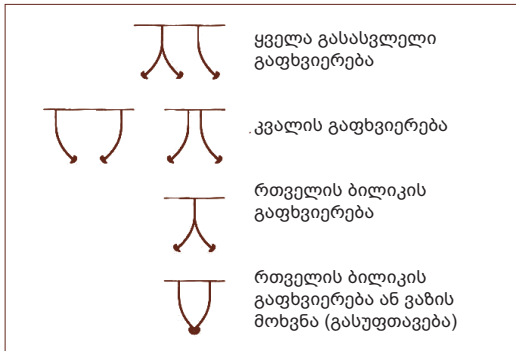 ყველა გასასვლელი
გაფხვიერება
კვალის გაფხვიერება
რთველის ბილიკის
გაფხვიერება
რთველის ბილიკის
გაფხვიერება ან ვაზის
მოხვნა (გასუფთავება)